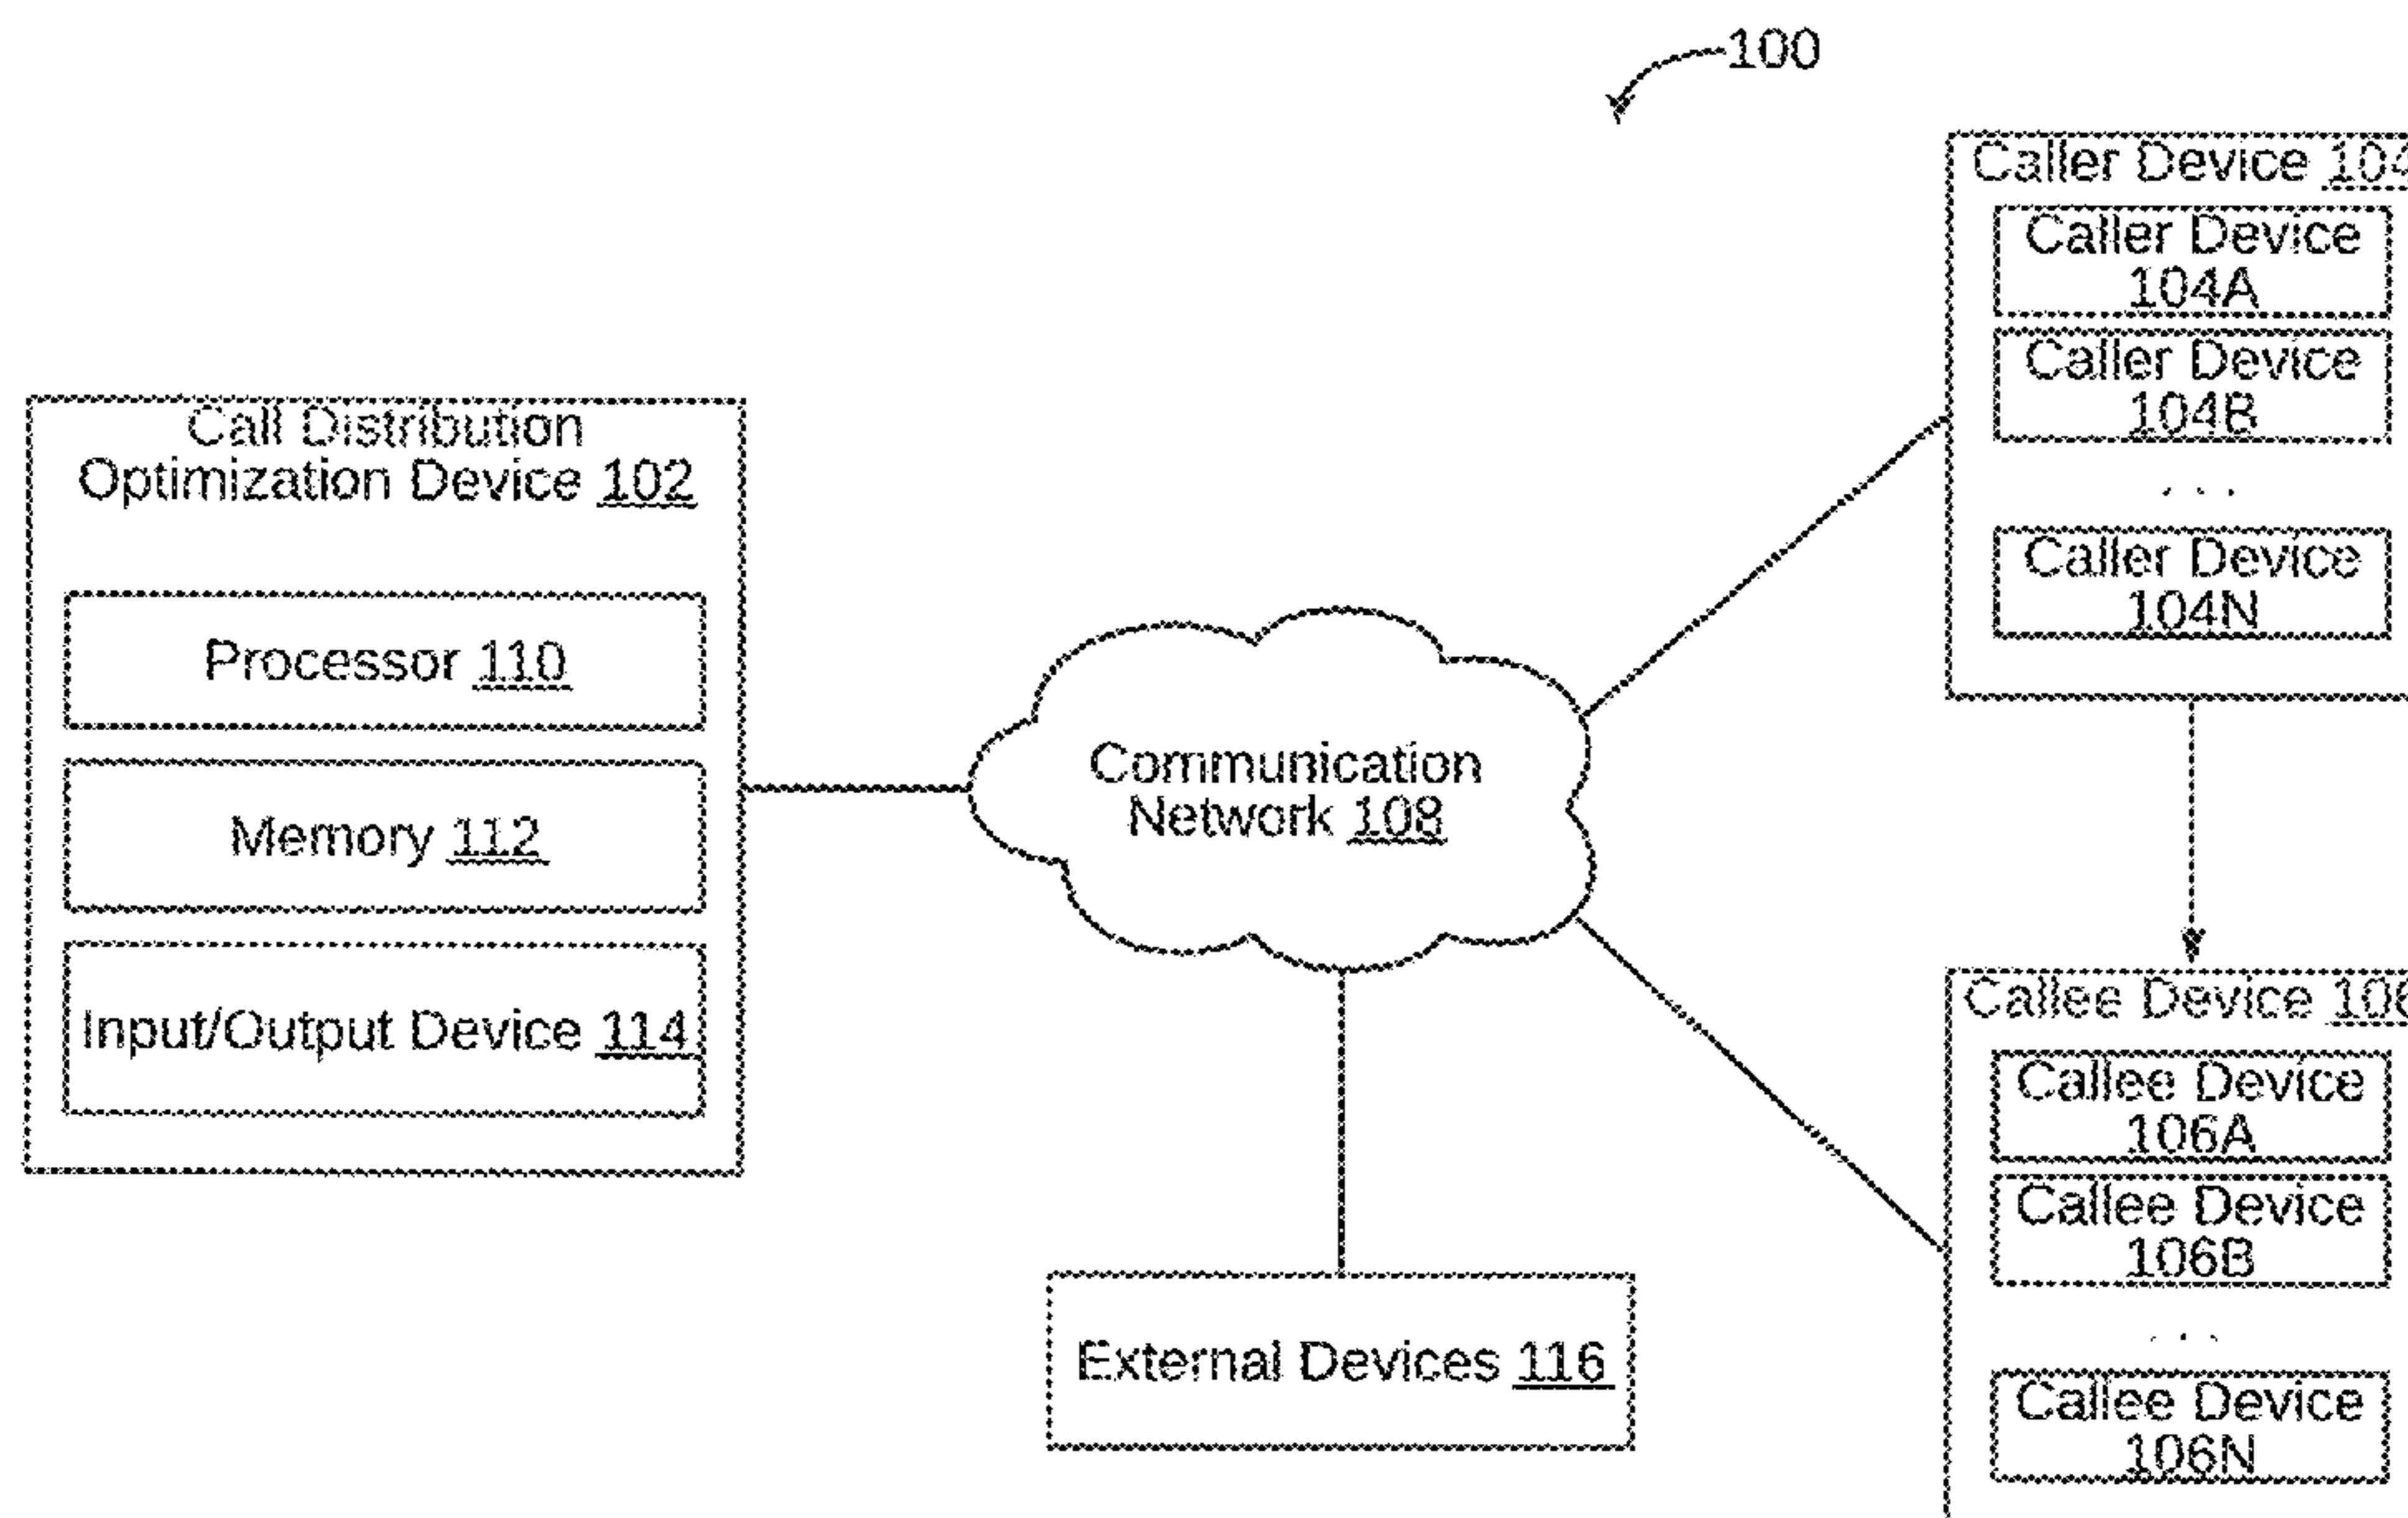 100
Call Distribution
Optimization Device 102
Processor 110
Memory 112
Input/Output Device 114
Communication
Network 108
External Devices 116
Caller Device 104
Caller Device
104A
Caller Device
104B
. . .
Caller Device
104N
Callee Device 106
Callee Device
106A
Callee Device
106B
. . .
Callee Device
106N